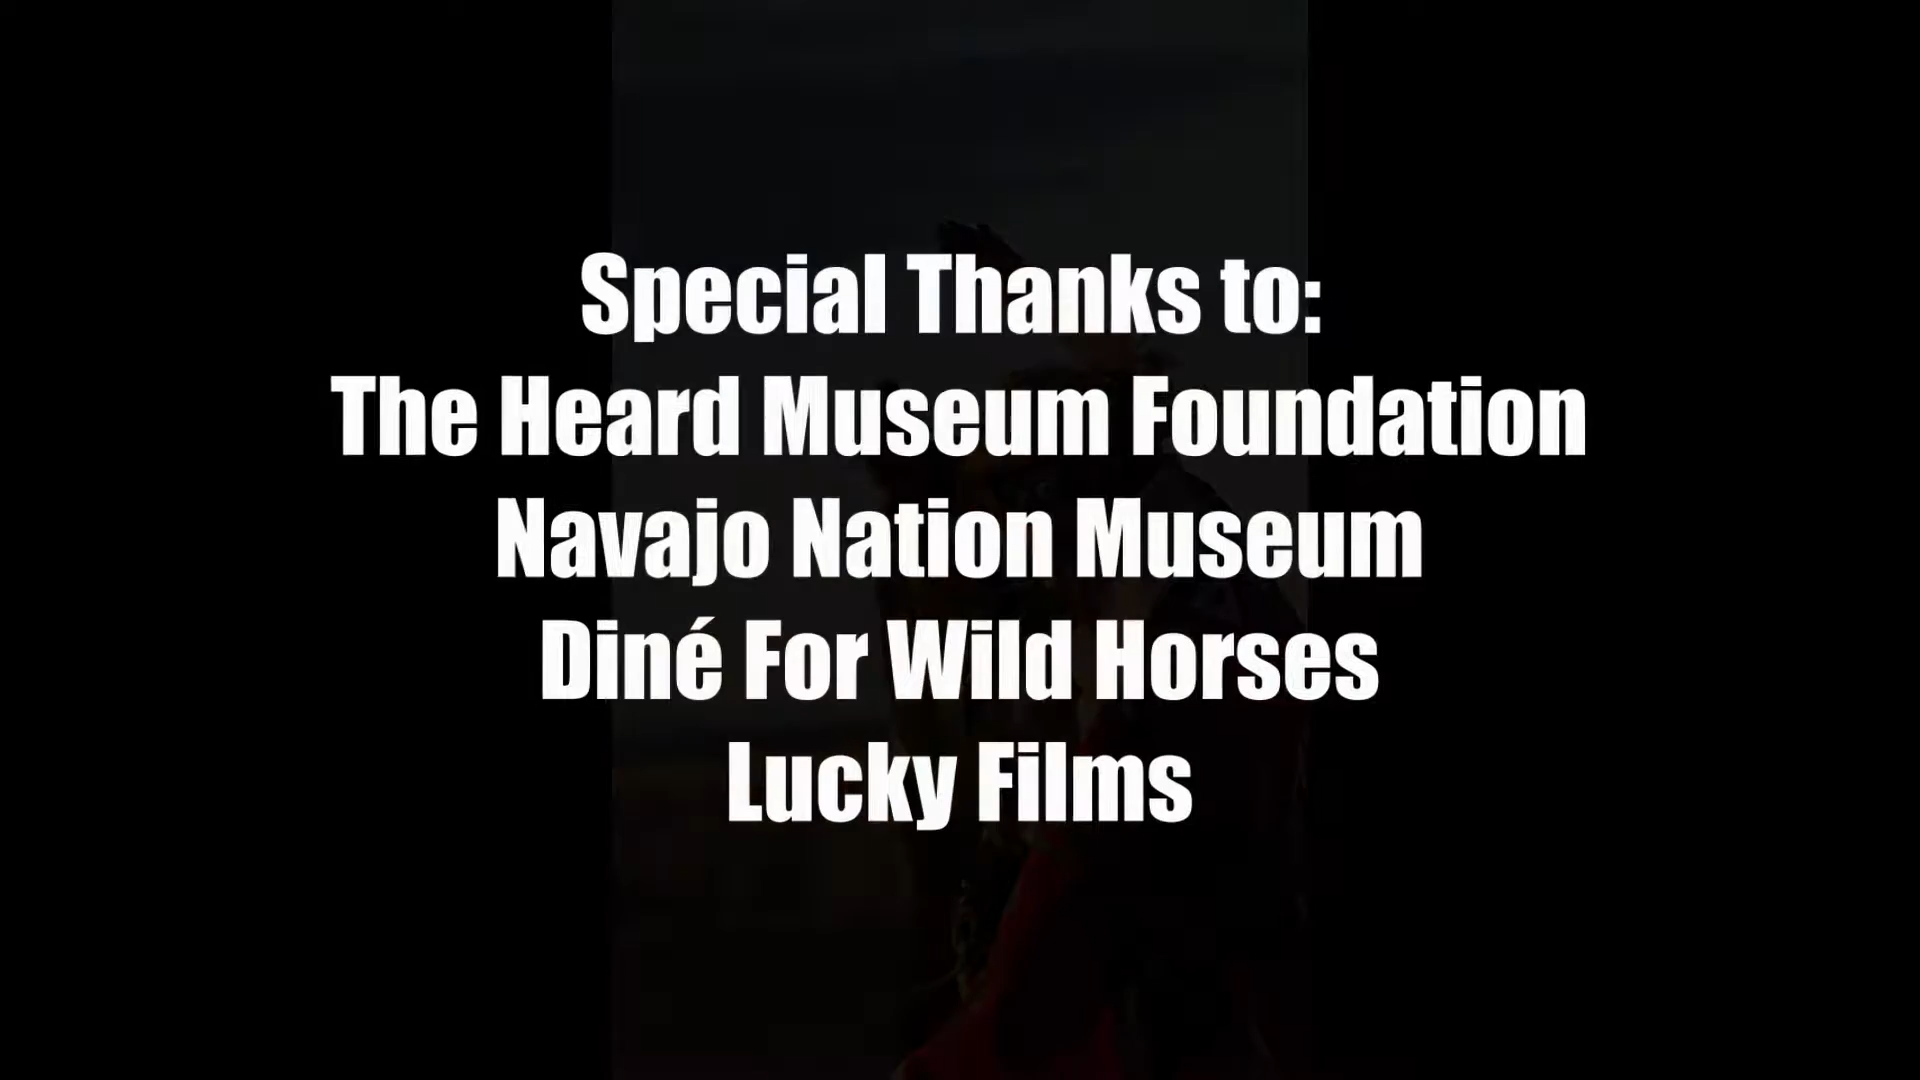 Special Thanks to:
The Heard Museum Foundation
Navajo Nation Museum
Diné For Wild Horses
Lucky Films